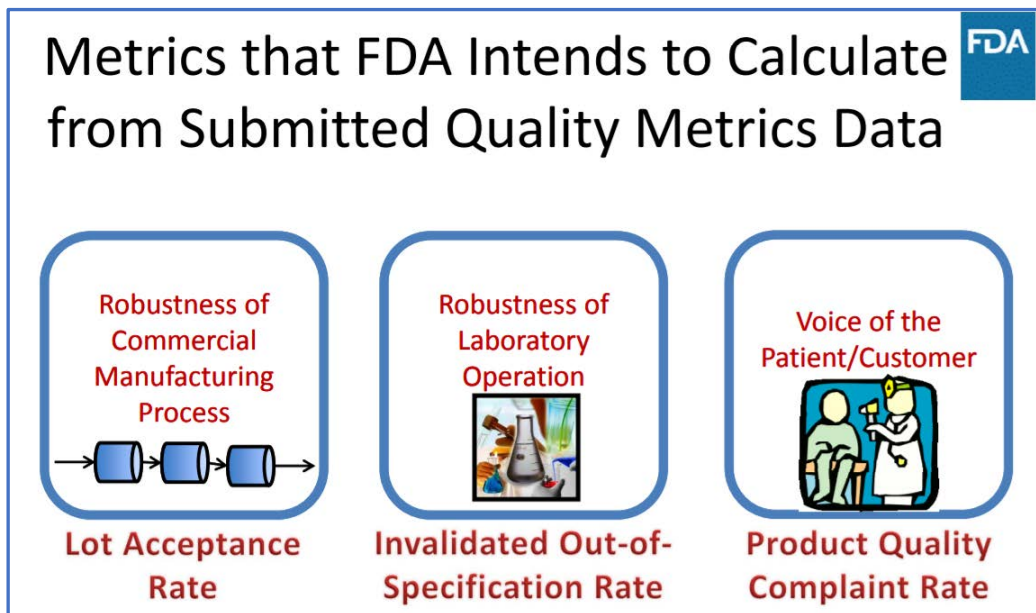 Metrics that FDA Intends to Calculate
from Submitted Quality Metrics Data
FDA
Robustness of
Commercial
Manufacturing
Process
Lot Acceptance
Rate
Robustness of
Laboratory
Operation
Invalidated Out-of-
Specification Rate
Voice of the
Patient/Customer
Product Quality
Complaint Rate